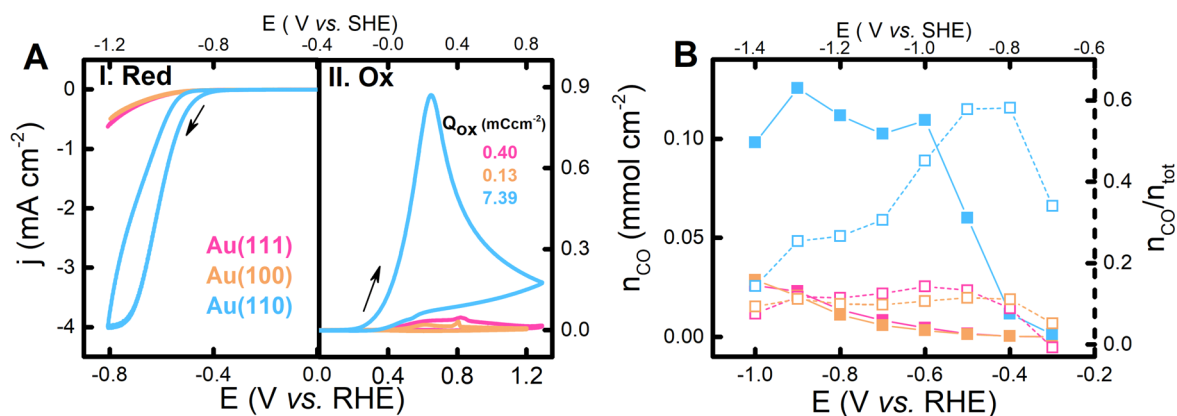 E ( V vs. SHE)
-1.2 -0.8 -0.4 -0.0 0.4 0.8
A
I. Red
II. Ox
0
-1
-2
-3
-4
j (mA cm-2)
Qox (mCcm-2)
0.40
0.13
7.39
Au(111)
Au(100)
Au(110)
0.9
0.6
0.3
0.0
-0.8 -0.4 0.0 0.4 0.8 1.2
E (V vs. RHE)
E ( V vs. SHE)
-1.4 -1.2 -1.0 -0.8 -0.6
B
0.10
0.05
0.00
nCO (mmol cm-2)
0.6
0.4
0.2
0.0
nCO/ntot
-1.0 -0.8 -0.6 -0.4 -0.2
E (V vs. RHE)